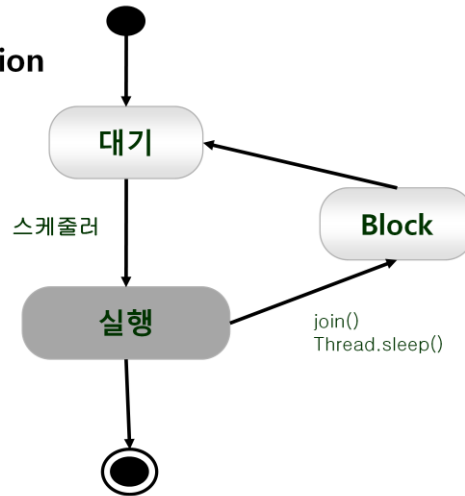 ion
대기
스케줄러
Block
실행
join()
Thread.sleep()